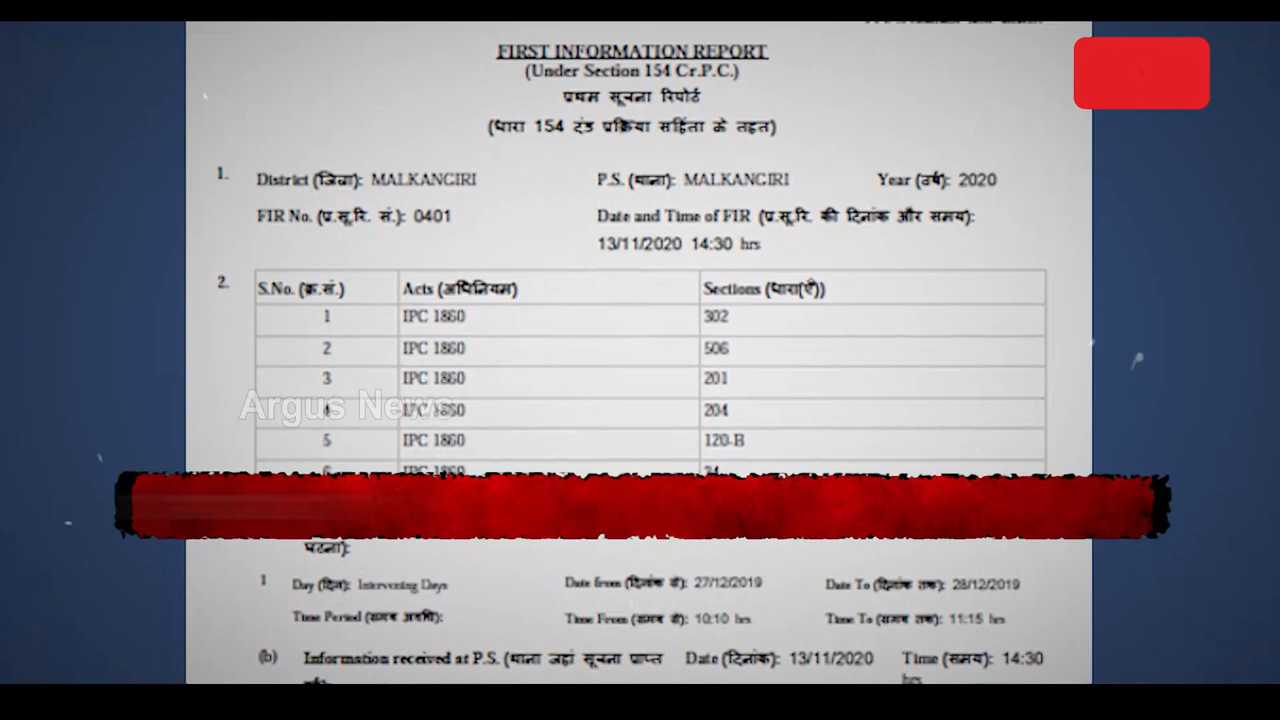 FIRST INFORMATION REPORT
(Under Section 154 Cr.P.C.)
प्रथम सूचना रिपोर्ट
(धारा 154 दंड प्रक्रिया संहिता के तहत)
1. District (जिला): MALKANGIRI P.S. (थाना): MALKANGIRI Year (वर्ष): 2020
FIR No. (प्र.सू.रि. सं.): 0401 Date and Time of FIR (प्र.सू.रि. की दिनांक और समय):
13/11/2020 14:30 hrs
2. S.No. (क्र.सं.) Acts (अधिनियम) Sections (धारा(एँ))
1 IPC 1860 302
2 IPC 1860 506
3 IPC 1860 201
4 IPC 1860 204
Argus News
5 IPC 1860 120-B
6 IPC 1860 34
घटना):
1 Day (दिन): Intervening Days Date from (दिनांक से): 27/12/2019 Date To (दिनांक तक): 28/12/2019
Time Period (समय अवधि): Time From (समय से): 10:10 hrs Time To (समय तक): 11:15 hrs
(b) Information received at P.S. (थाना जहां सूचना प्राप्त Date (दिनांक): 13/11/2020 Time (समय): 14:30
hrs